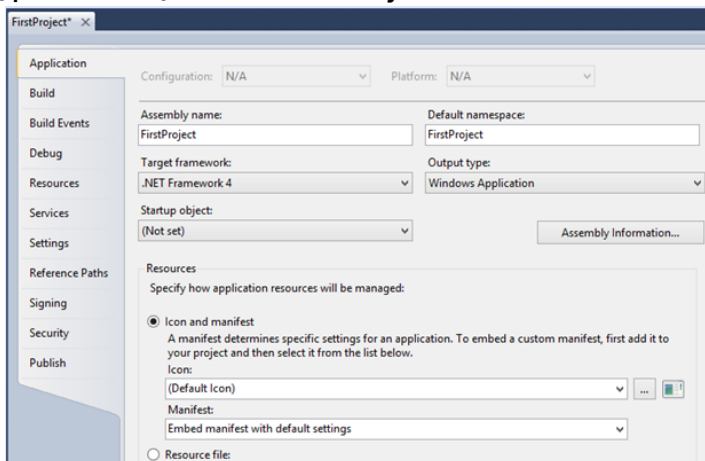 FirstProject* ×
Application
Build
Build Events
Debug
Resources
Services
Settings
Reference Paths
Signing
Security
Publish
Configuration: N/A Platform: N/A
Assembly name: Default namespace:
FirstProject FirstProject
Target framework: Output type:
.NET Framework 4 Windows Application
Startup object:
(Not set) Assembly Information...
Resources
Specify how application resources will be managed:
Icon and manifest
A manifest determines specific settings for an application. To embed a custom manifest, first add it to
your project and then select it from the list below.
Icon:
(Default Icon) ...
Manifest:
Embed manifest with default settings
Resource file: